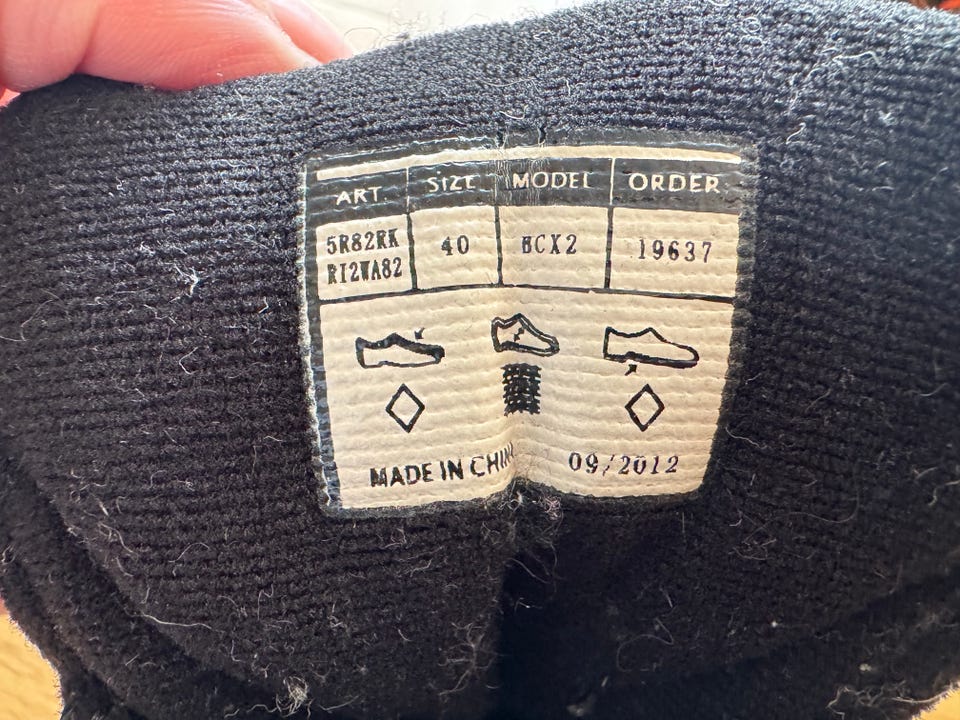 ART. SIZE MODEL ORDER
5R82RK 40 BCX2 19637
RI2WA82
MADE IN CHINA 09/2012